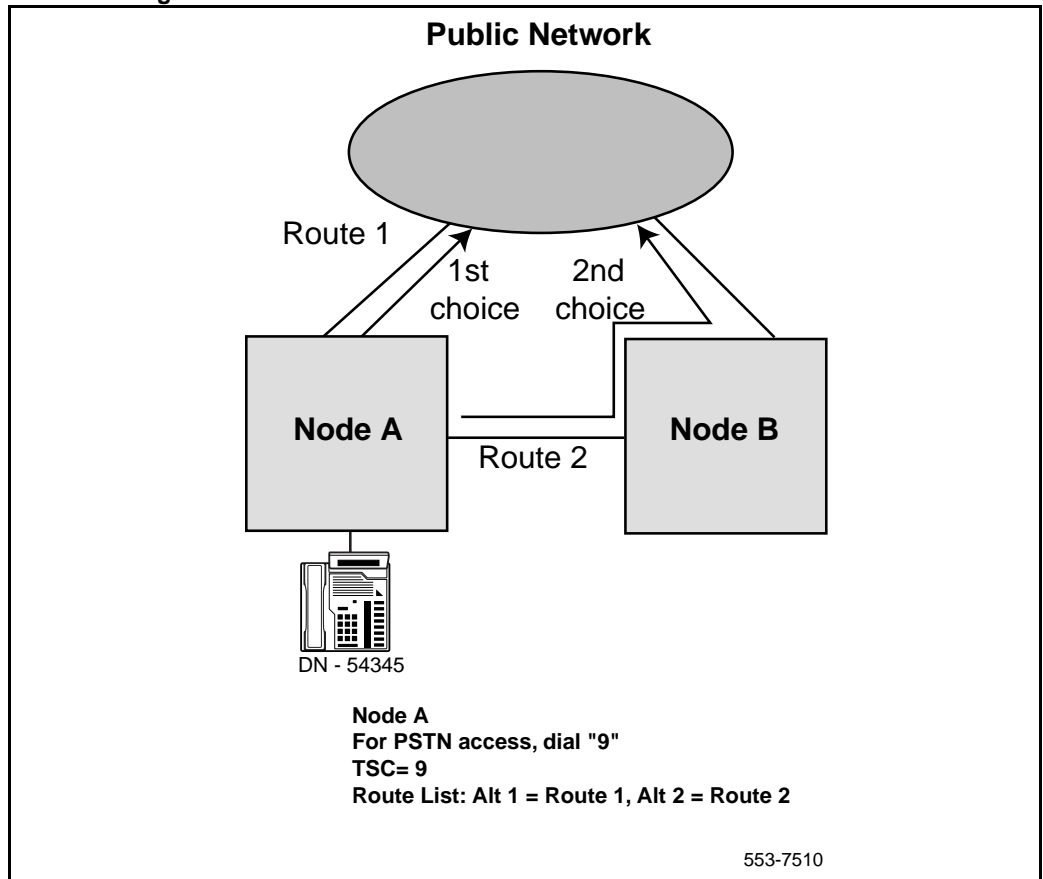 Public Network
Route 1
1st
choice
2nd
choice
Node A
Node B
Route 2
DN - 54345
Node A
For PSTN access, dial "9"
TSC= 9
Route List: Alt 1 = Route 1, Alt 2 = Route 2
553-7510